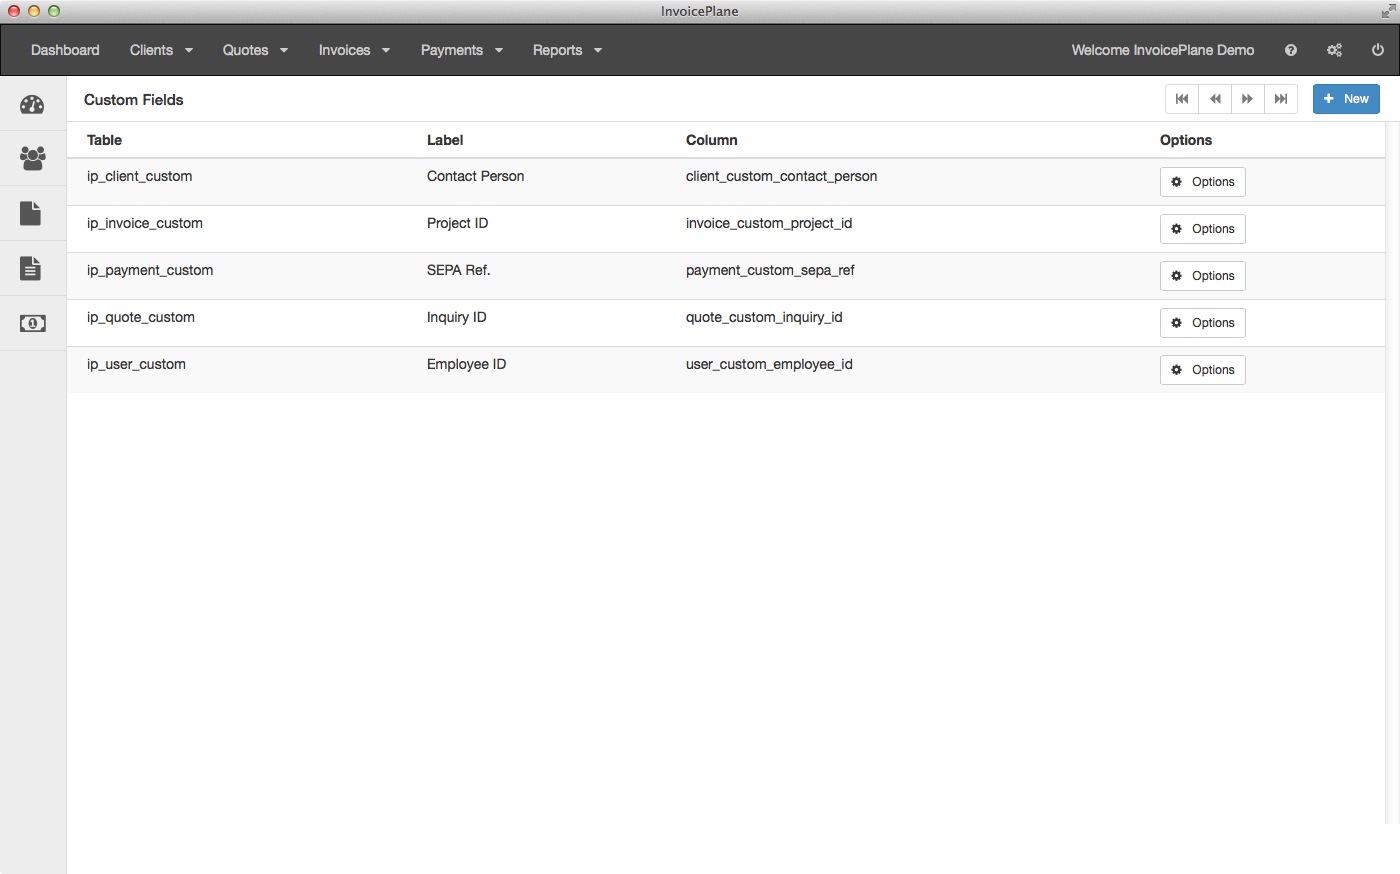 InvoicePlane
Dashboard Clients Quotes Invoices Payments Reports Welcome InvoicePlane Demo
Custom Fields New
Table Label Column Options
ip_client_custom Contact Person client_custom_contact_person Options
ip_invoice_custom Project ID invoice_custom_project_id Options
ip_payment_custom SEPA Ref. payment_custom_sepa_ref Options
ip_quote_custom Inquiry ID quote_custom_inquiry_id Options
ip_user_custom Employee ID user_custom_employee_id Options